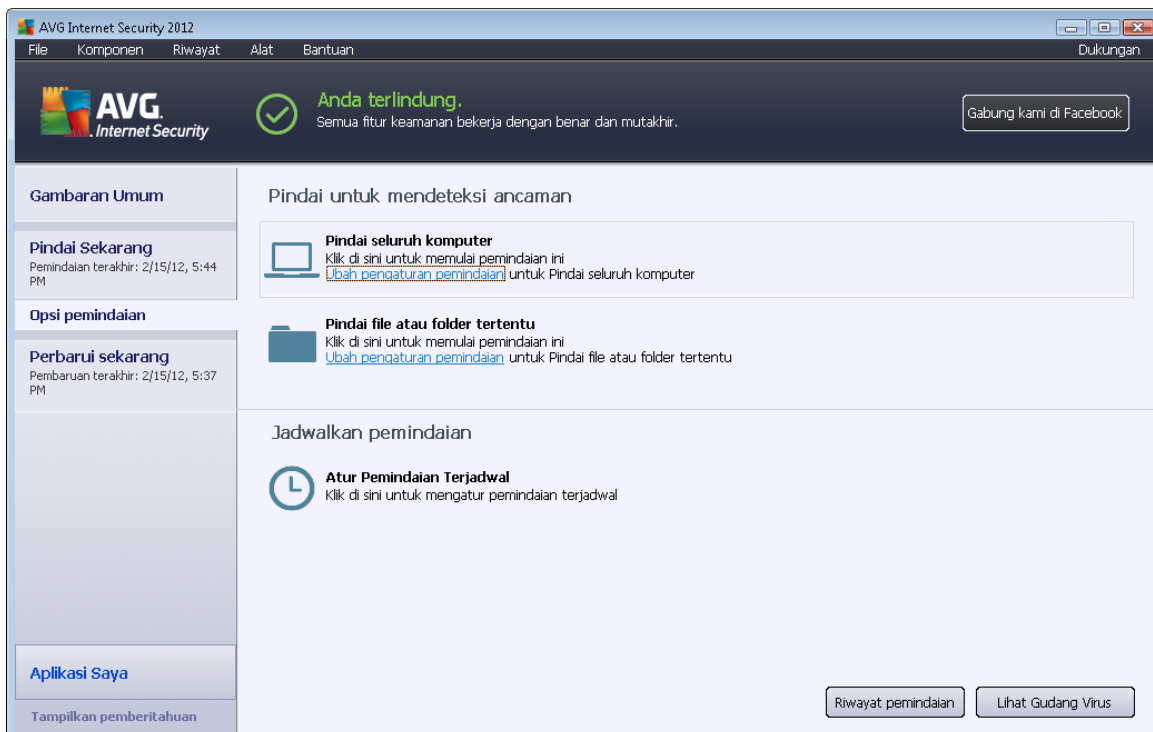 AVG Internet Security 2012
File Komponen Riwayat Alat Bantuan Dukungan
AVG.
Internet Security
Anda terlindung.
Semua fitur keamanan bekerja dengan benar dan mutakhir.
Gabung kami di Facebook
Gambaran Umum
Pindai Sekarang
Pemindaian terakhir: 2/15/12, 5:44
PM
Opsi pemindaian
Perbarui sekarang
Pembaruan terakhir: 2/15/12, 5:37
PM
Aplikasi Saya
Tampilkan pemberitahuan
Pindai untuk mendeteksi ancaman
Pindai seluruh komputer
Klik di sini untuk memulai pemindaian ini
Ubah pengaturan pemindaian untuk Pindai seluruh komputer
Pindai file atau folder tertentu
Klik di sini untuk memulai pemindaian ini
Ubah pengaturan pemindaian untuk Pindai file atau folder tertentu
Jadwalkan pemindaian
Atur Pemindaian Terjadwal
Klik di sini untuk mengatur pemindaian terjadwal
Riwayat pemindaian
Lihat Gudang Virus